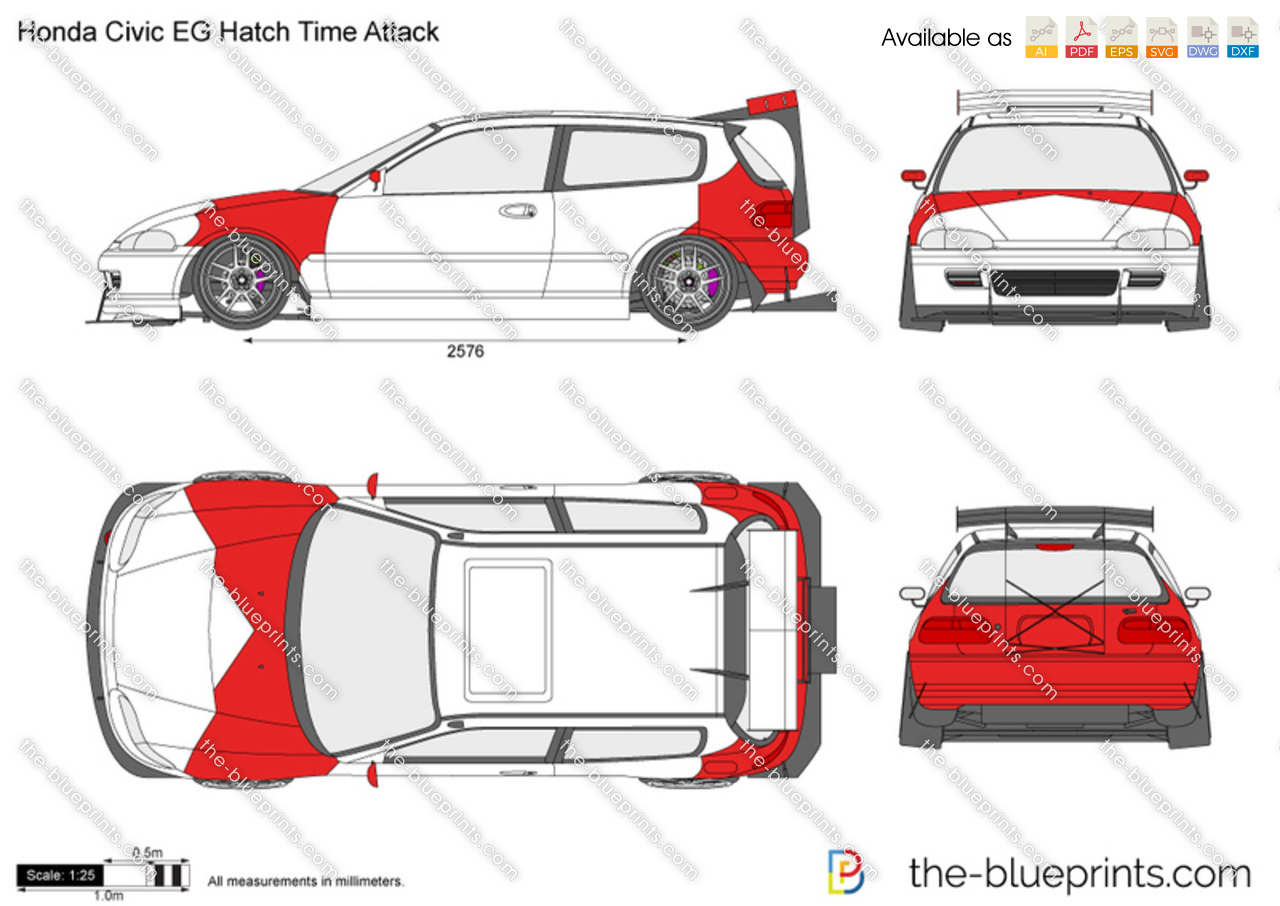 Honda Civic EG Hatch Time Attack
Available as
AI PDF EPS SVG DWG DXF
2576
0.5m
Scale: 1:25
1.0m
All measurements in millimeters.
the-blueprints.com